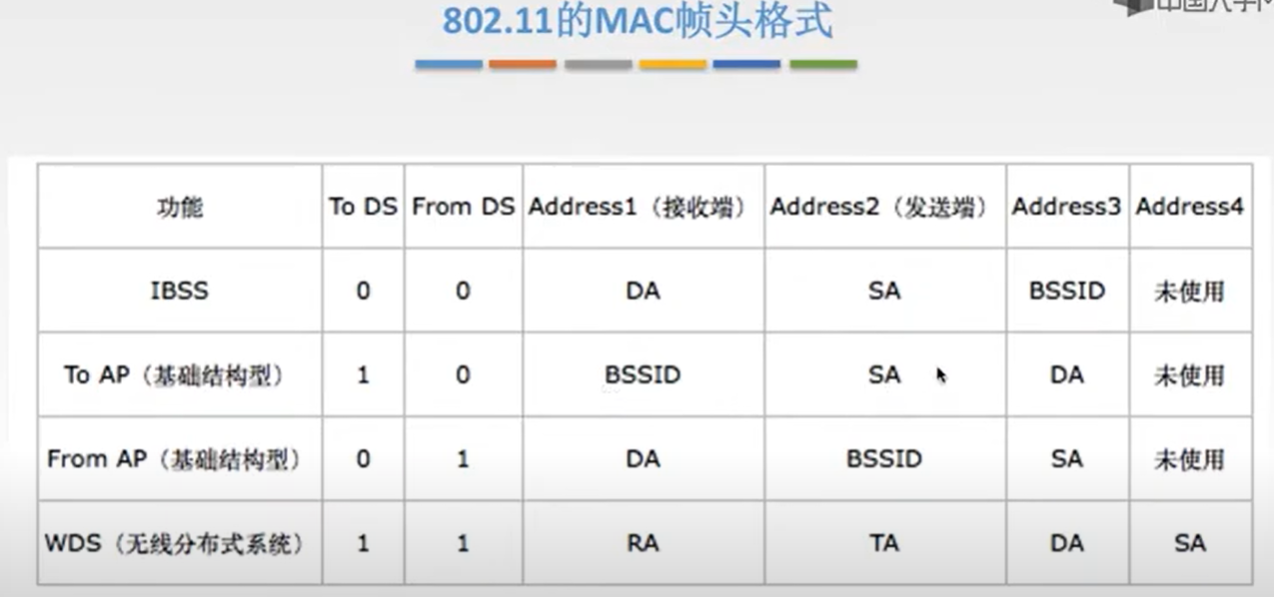 802.11的MAC帧头格式
功能 To DS From DS Address1（接收端） Address2（发送端） Address3 Address4
IBSS 0 0 DA SA BSSID 未使用
To AP（基础结构型） 1 0 BSSID SA DA 未使用
From AP（基础结构型） 0 1 DA BSSID SA 未使用
WDS（无线分布式系统） 1 1 RA TA DA SA